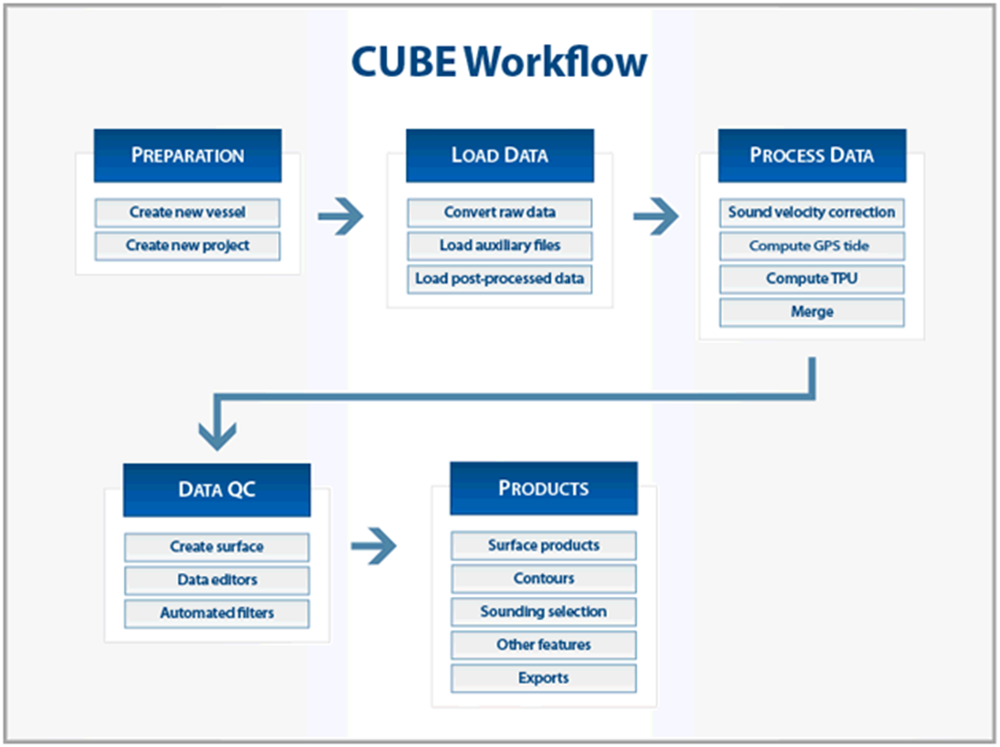 CUBE Workflow
PREPARATION
Create new vessel
Create new project
LOAD DATA
Convert raw data
Load auxiliary files
Load post-processed data
PROCESS DATA
Sound velocity correction
Compute GPS tide
Compute TPU
Merge
DATA QC
Create surface
Data editors
Automated filters
PRODUCTS
Surface products
Contours
Sounding selection
Other features
Exports